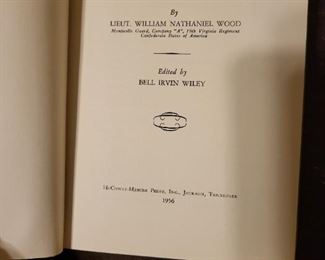 By
LIEUT. WILLIAM NATHANIEL WOOD
Monticello Guard, Company "A", 19th Virginia Regiment
Confederate States of America
Edited by
BELL IRVIN WILEY
McCowat-Mercer Press, Inc., Jackson, Tennessee
1956